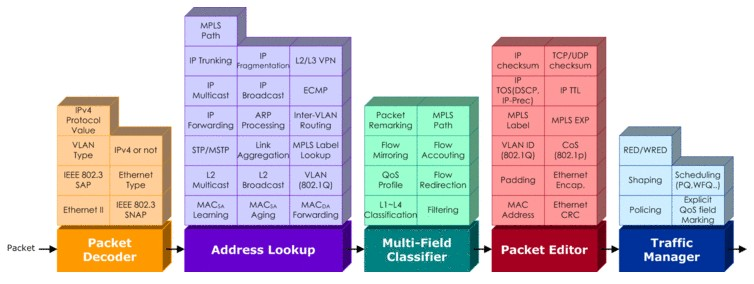 MPLS
Path
IP Trunking
IP
Fragmentation
L2/L3 VPN
IP
Multicast
IP
Broadcast
ECMP
IP
Forwarding
ARP
Processing
Inter-VLAN
Routing
STP/MSTP
Link
Aggregation
MPLS Label
Lookup
L2
Multicast
L2
Broadcast
VLAN
(802.1Q)
MACSA
Learning
MACSA
Aging
MACDA
Forwarding
IPv4
Protocol
Value
VLAN
Type
IPv4 or not
IEEE 802.3
SAP
Ethernet
Type
Ethernet II
IEEE 802.3
SNAP
Packet
Remarking
MPLS
Path
Flow
Mirroring
Flow
Accouting
QoS
Profile
Flow
Redirection
L1~L4
Classification
Filtering
IP
checksum
TCP/UDP
checksum
IP
TOS(DSCP,
IP-Prec)
IP TTL
MPLS
Label
MPLS EXP
VLAN ID
(802.1Q)
CoS
(802.1p)
Padding
Ethernet
Encap.
MAC
Address
Ethernet
CRC
RED/WRED
Shaping
Scheduling
(PQ,WFQ..)
Policing
Explicit
QoS field
Marking
Packet
Packet
Decoder
Address Lookup
Multi-Field
Classifier
Packet Editor
Traffic
Manager